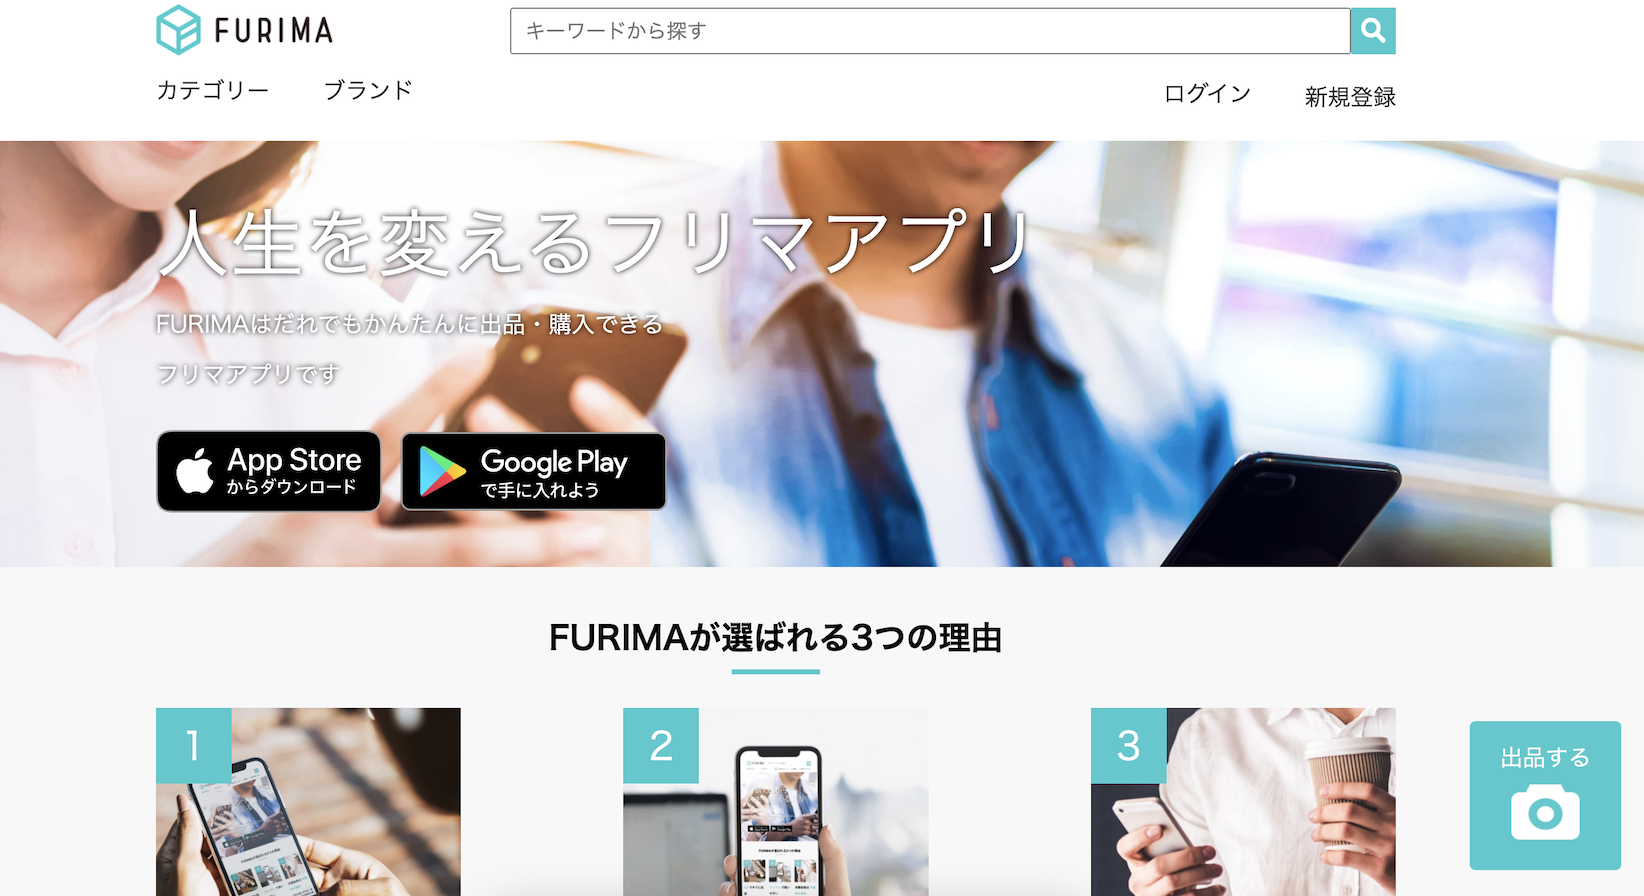 FURIMA
キーワードから探す
カテゴリー
ブランド
ログイン
新規登録
人生を変えるフリマアプリ
FURIMAはだれでもかんたんに出品・購入できる
フリマアプリです
App Store
からダウンロード
Google Play
で手に入れよう
FURIMAが選ばれる3つの理由
1
2
3
出品する